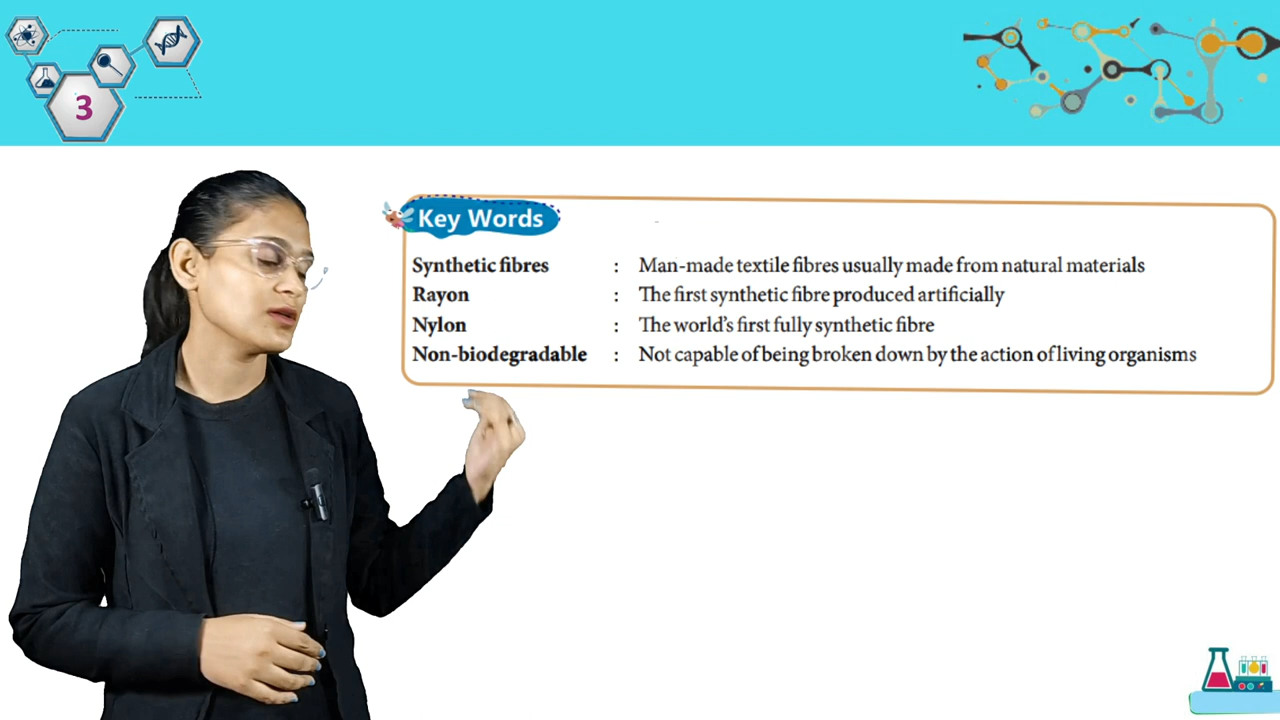 3
Key Words
Synthetic fibres : Man-made textile fibres usually made from natural materials
Rayon : The first synthetic fibre produced artificially
Nylon : The world's first fully synthetic fibre
Non-biodegradable : Not capable of being broken down by the action of living organisms